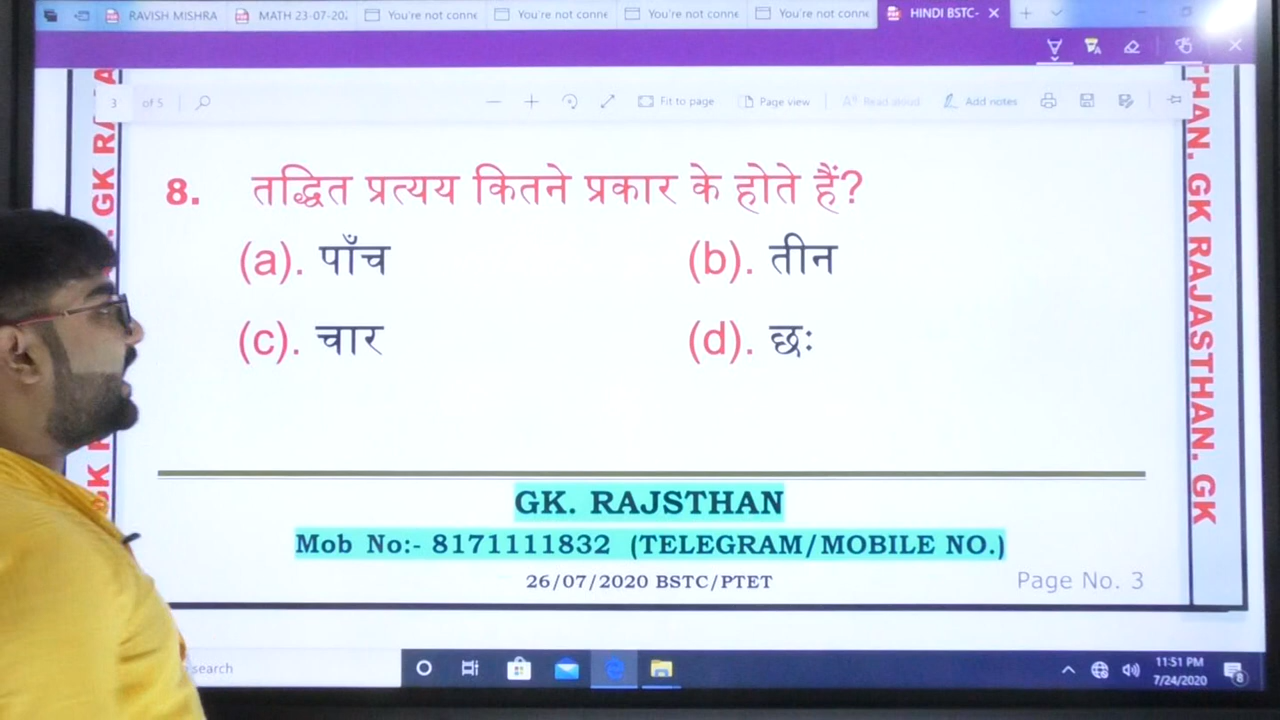 RAVISH MISHRA
MATH 23-07-202
You're not conne
You're not conne
You're not conne
You're not conne
HINDI BSTC-
3 of 5
Fit to page
Page view
Read aloud
Add notes
8. तद्धित प्रत्यय कितने प्रकार के होते हैं?
(a). पाँच (b). तीन
(c). चार (d). छः
GK. RAJSTHAN
Mob No:- 8171111832 (TELEGRAM/MOBILE NO.)
26/07/2020 BSTC/PTET
Page No. 3
GK RAJASTHAN. GK
search
11:51 PM
7/24/2020
8